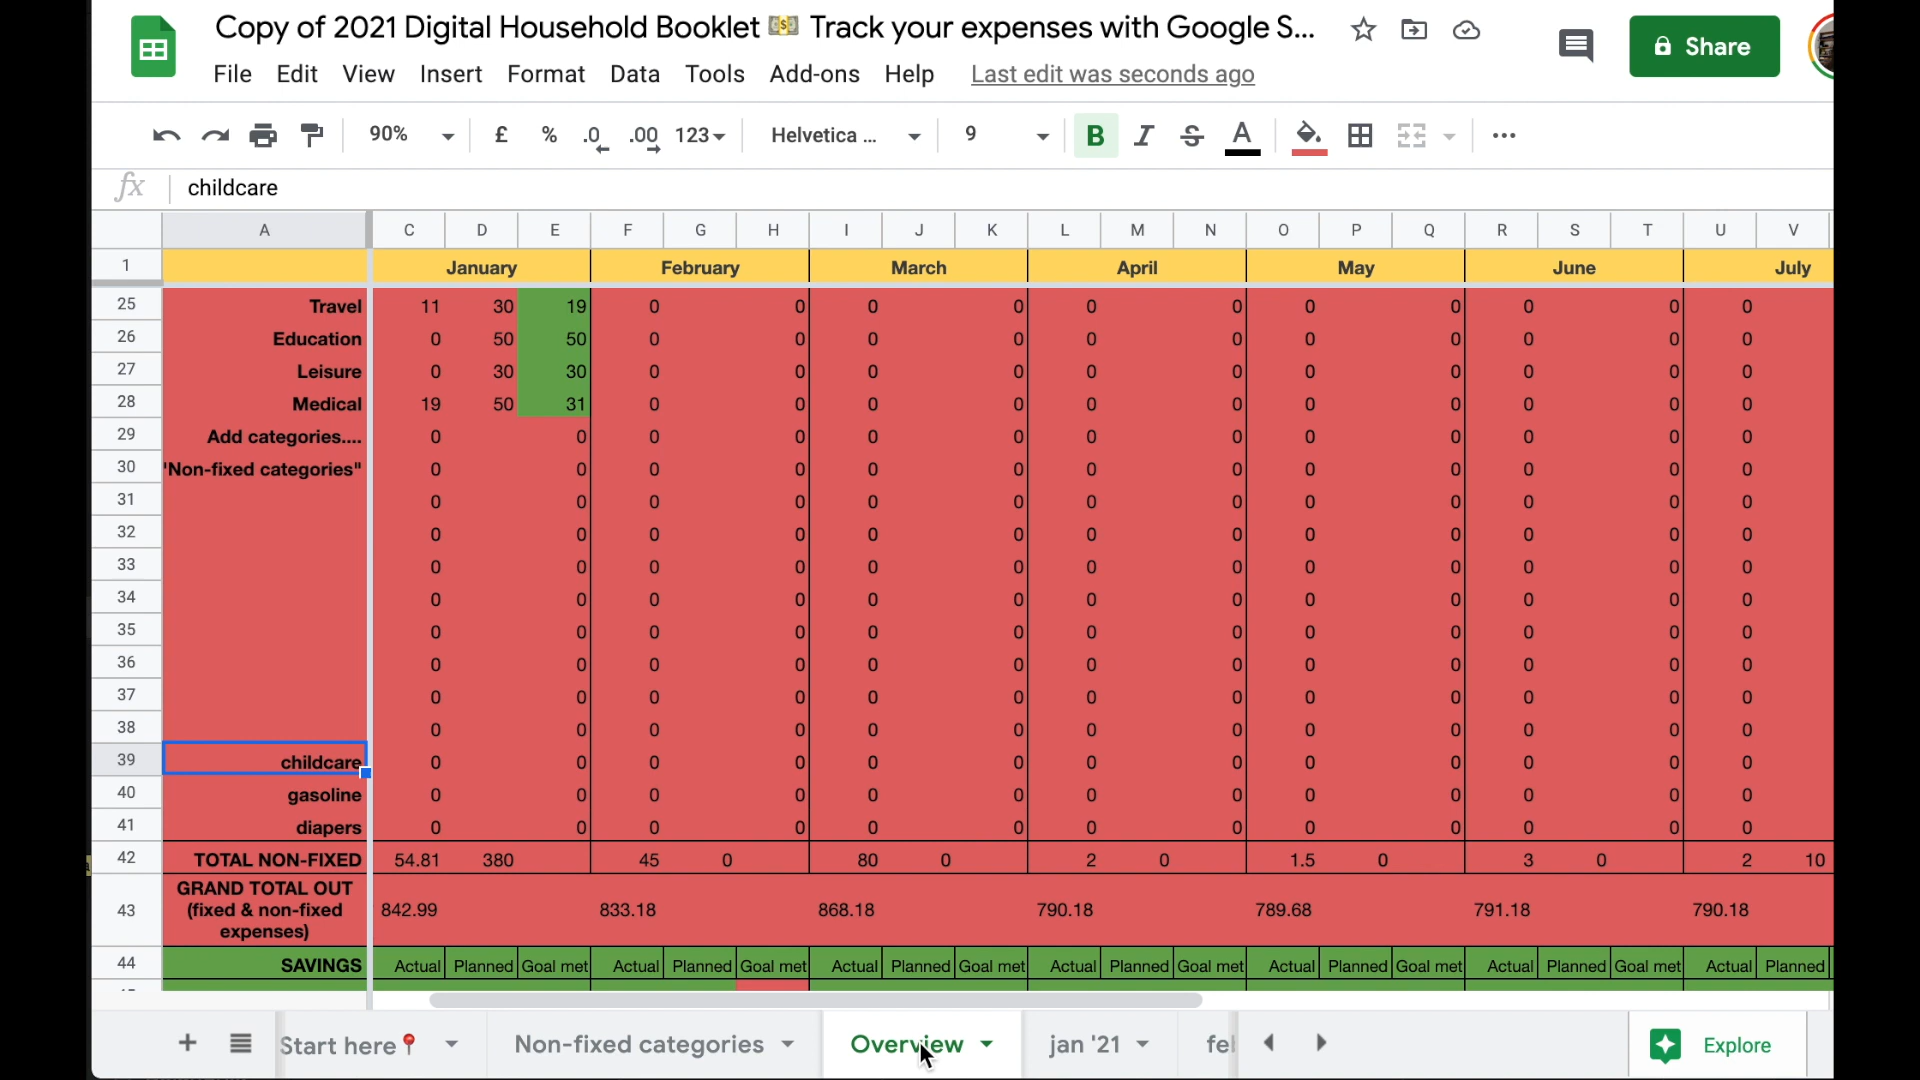 Copy of 2021 Digital Household Booklet 💵 Track your expenses with Google S...
File Edit View Insert Format Data Tools Add-ons Help Last edit was seconds ago
Share
90% £ % .0 .00 123 Helvetica ... 9 B I S A
fx childcare
A C D E F G H I J K L M N O P Q R S T U V
1 January February March April May June July
25 Travel 11 30 19 0 0 0 0 0 0 0 0 0 0 0
26 Education 0 50 50 0 0 0 0 0 0 0 0 0 0 0
27 Leisure 0 30 30 0 0 0 0 0 0 0 0 0 0 0
28 Medical 19 50 31 0 0 0 0 0 0 0 0 0 0 0
29 Add categories.... 0 0 0 0 0 0 0 0 0 0 0 0 0
30 "Non-fixed categories" 0 0 0 0 0 0 0 0 0 0 0 0 0
31 0 0 0 0 0 0 0 0 0 0 0 0 0
32 0 0 0 0 0 0 0 0 0 0 0 0 0
33 0 0 0 0 0 0 0 0 0 0 0 0 0
34 0 0 0 0 0 0 0 0 0 0 0 0 0
35 0 0 0 0 0 0 0 0 0 0 0 0 0
36 0 0 0 0 0 0 0 0 0 0 0 0 0
37 0 0 0 0 0 0 0 0 0 0 0 0 0
38 0 0 0 0 0 0 0 0 0 0 0 0 0
39 childcare 0 0 0 0 0 0 0 0 0 0 0 0 0
40 gasoline 0 0 0 0 0 0 0 0 0 0 0 0 0
41 diapers 0 0 0 0 0 0 0 0 0 0 0 0 0
42 TOTAL NON-FIXED 54.81 380 45 0 80 0 2 0 1.5 0 3 0 2 10
GRAND TOTAL OUT
43 (fixed & non-fixed 842.99 833.18 868.18 790.18 789.68 791.18 790.18
expenses)
44 SAVINGS Actual Planned Goal met Actual Planned Goal met Actual Planned Goal met Actual Planned Goal met Actual Planned Goal met Actual Planned Goal met Actual Planned
+ Start here📍 Non-fixed categories Overview jan '21 fel Explore